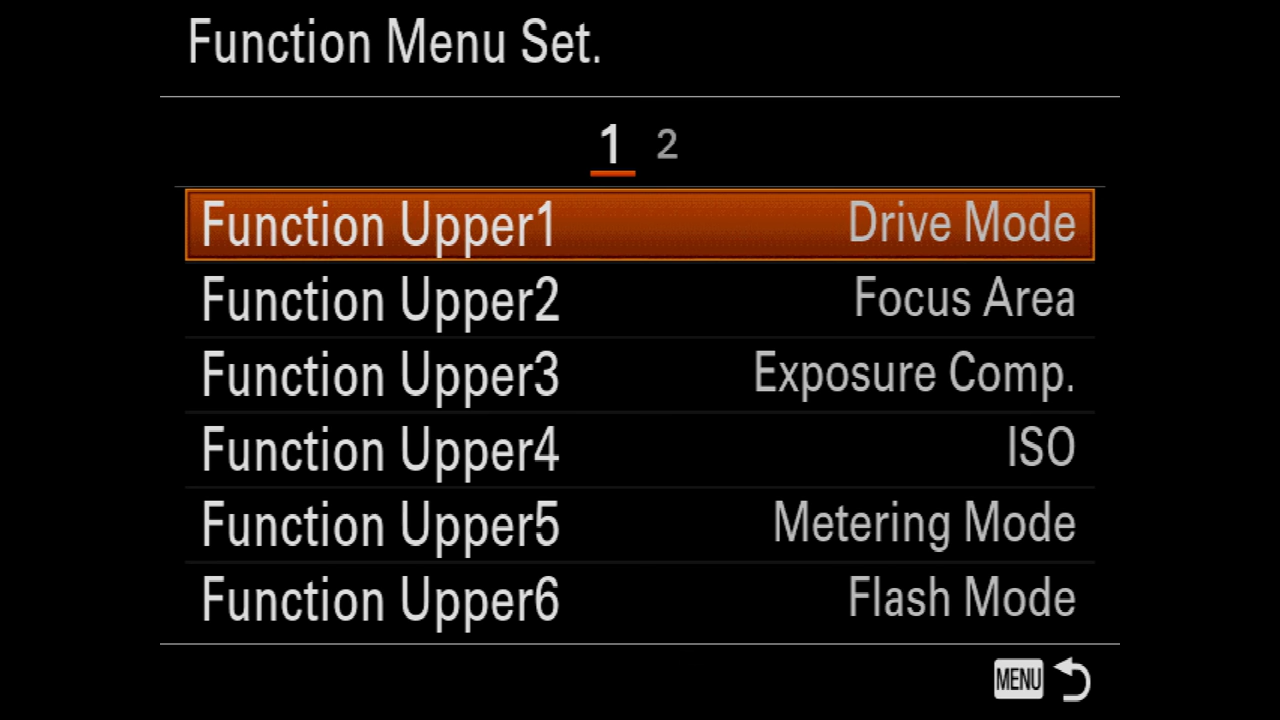 Function Menu Set.
1 2
Function Upper1 Drive Mode
Function Upper2 Focus Area
Function Upper3 Exposure Comp.
Function Upper4 ISO
Function Upper5 Metering Mode
Function Upper6 Flash Mode
MENU